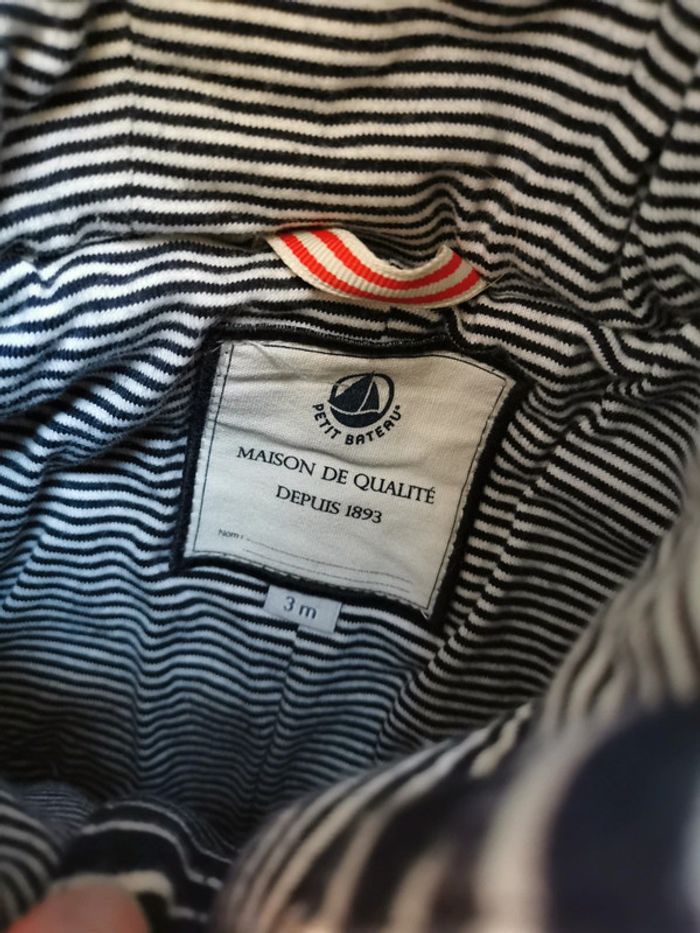 PETIT BATEAU
MAISON DE QUALITÉ
DEPUIS 1893
Nom:
3 m